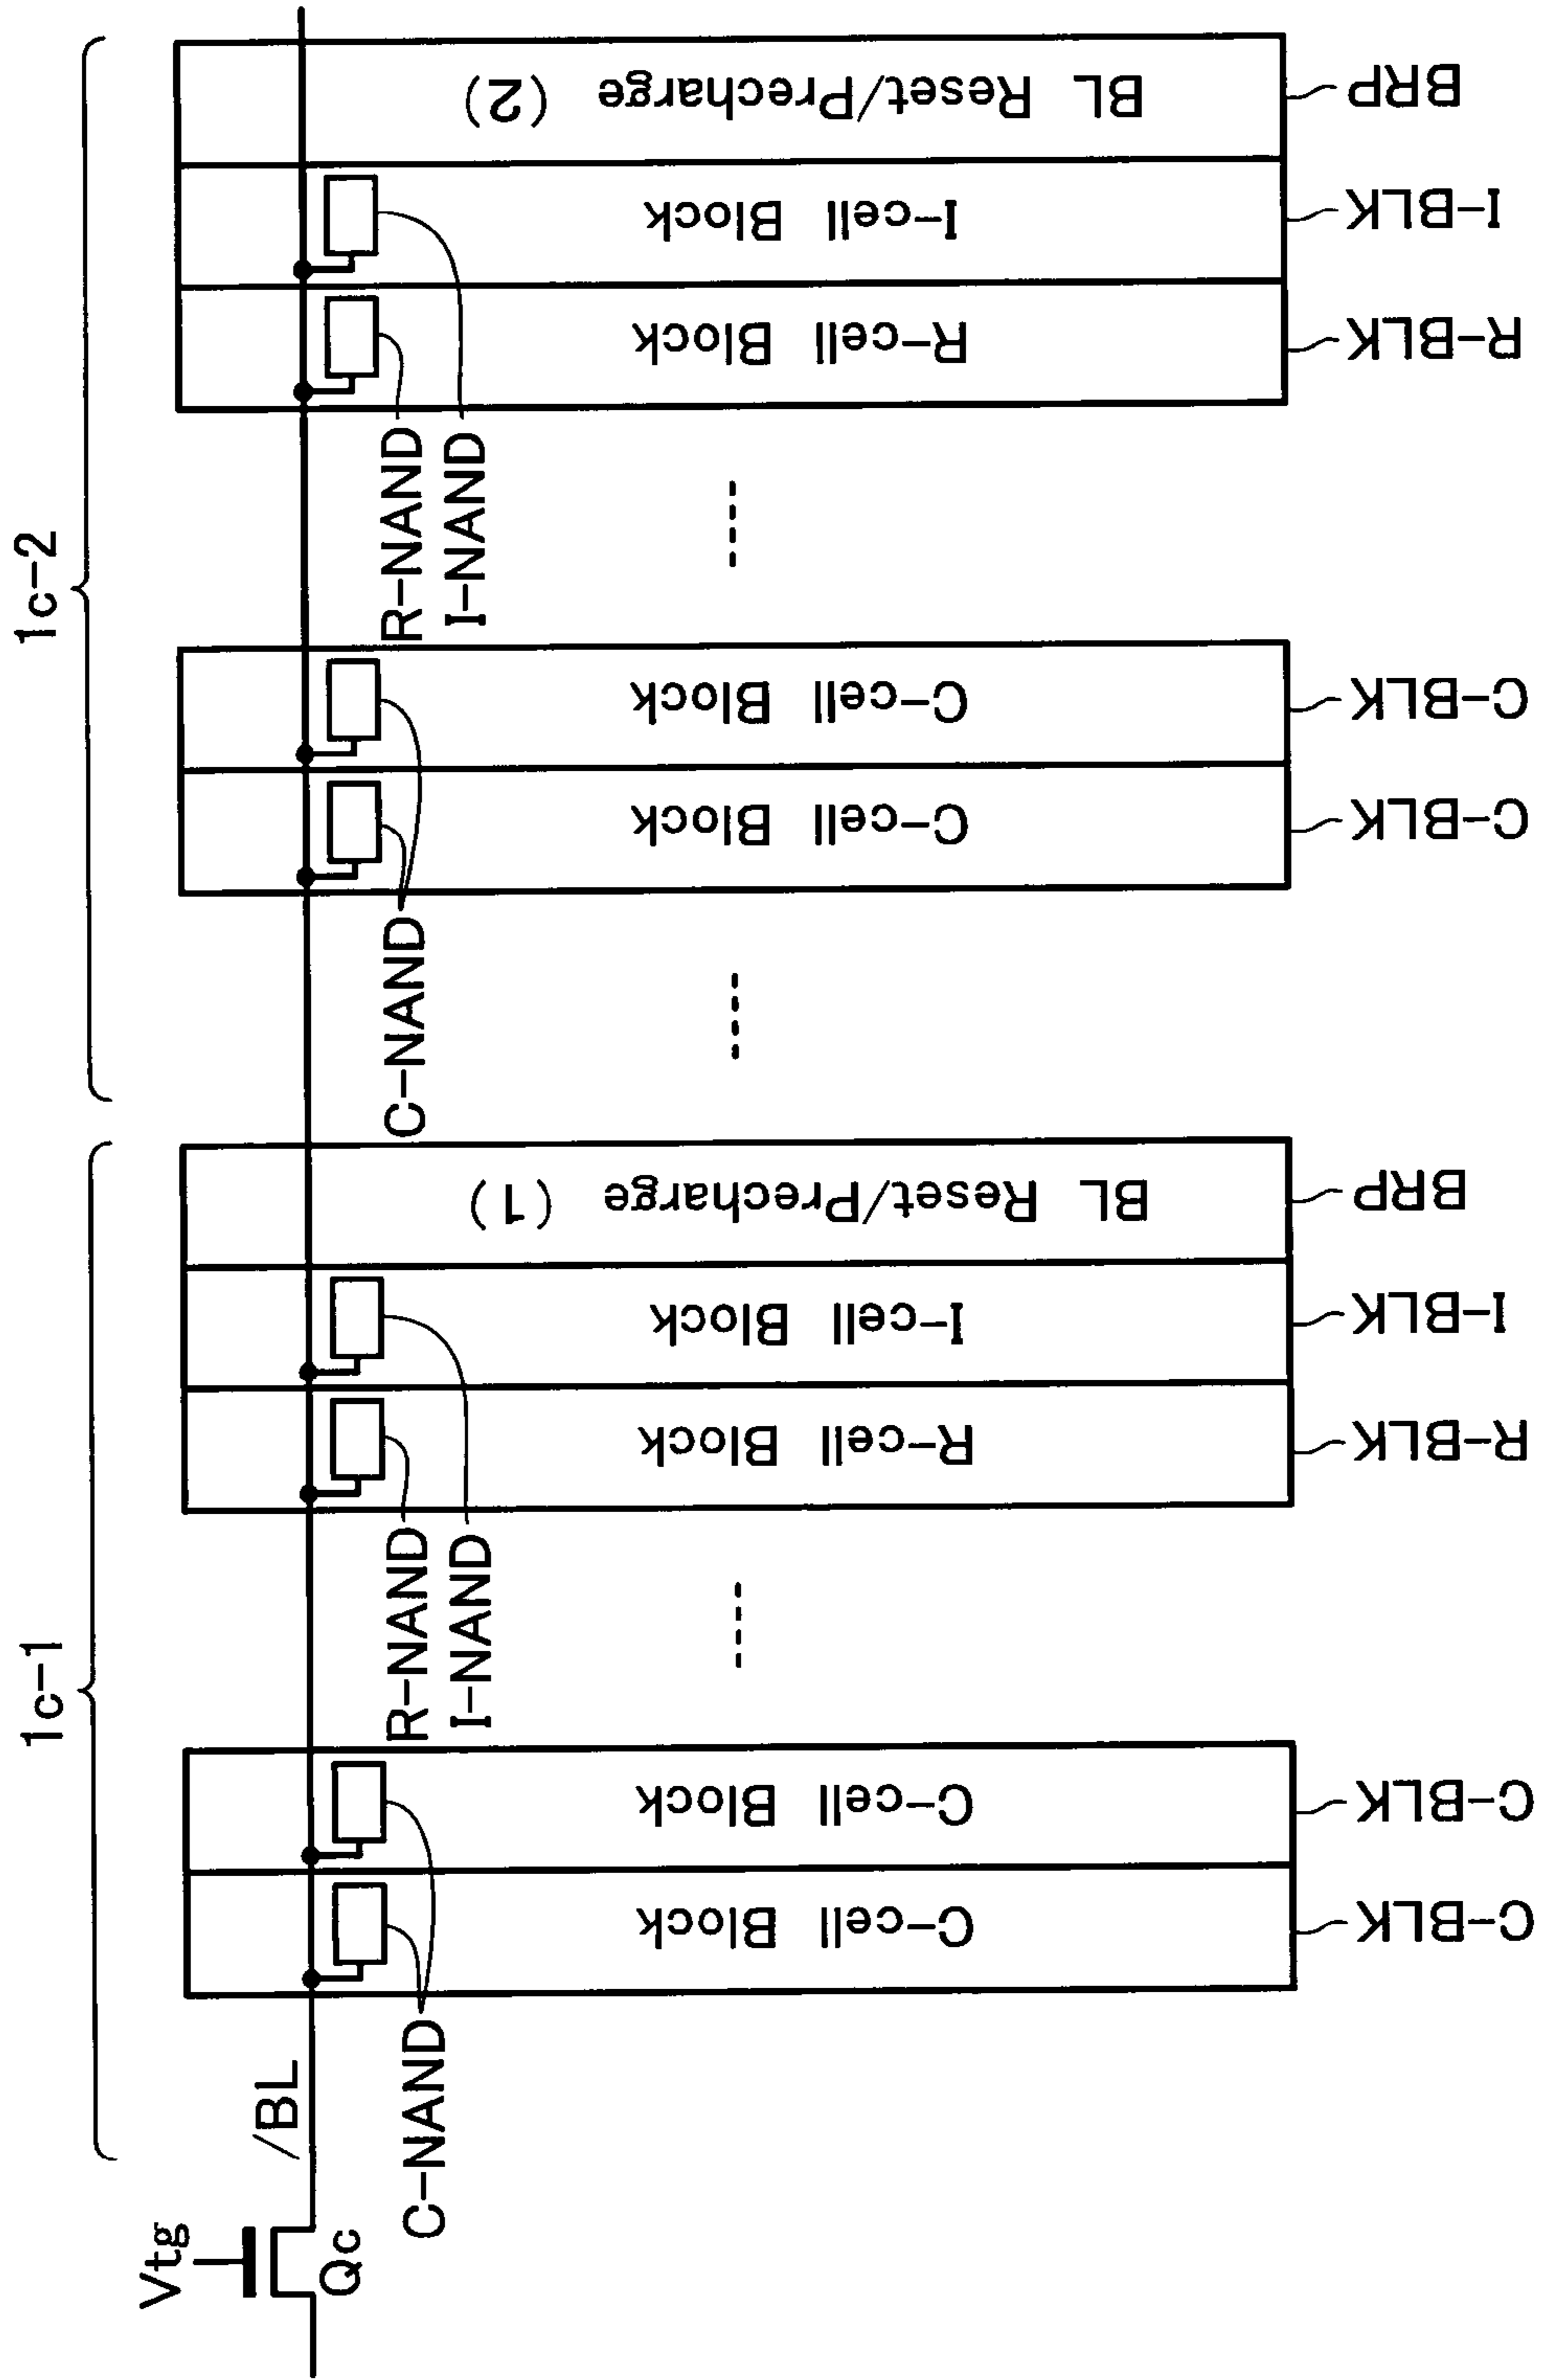 1c-1
1c-2
Vtg
Qc
/BL
C-NAND
R-NAND
I-NAND
C-NAND
R-NAND
I-NAND
C-cell Block
C-cell Block
R-cell Block
I-cell Block
BL Reset/Precharge (1)
C-cell Block
C-cell Block
R-cell Block
I-cell Block
BL Reset/Precharge (2)
C-BLK
C-BLK
R-BLK
I-BLK
BRP
C-BLK
C-BLK
R-BLK
I-BLK
BRP